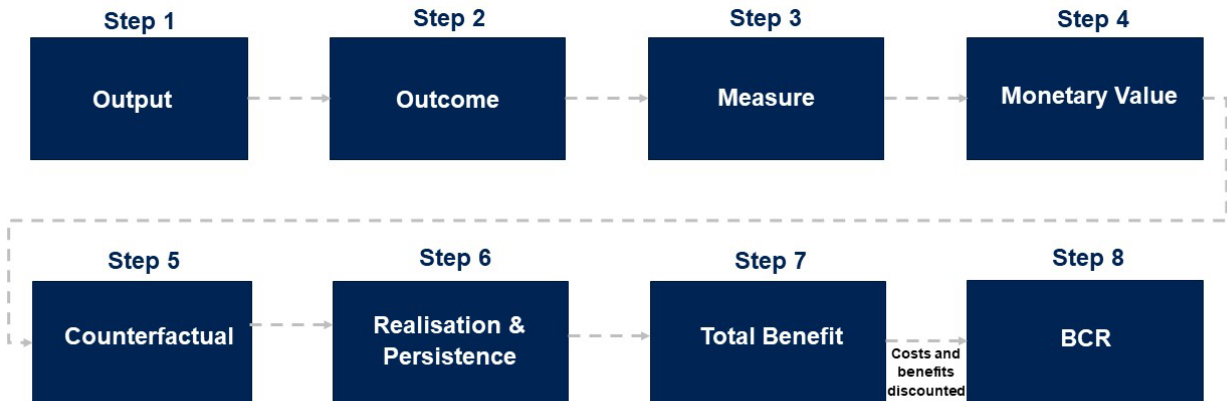 Step 1
Output
Step 2
Outcome
Step 3
Measure
Step 4
Monetary Value
Step 5
Counterfactual
Step 6
Realisation &
Persistence
Step 7
Total Benefit
Costs and
benefits
discounted
Step 8
BCR